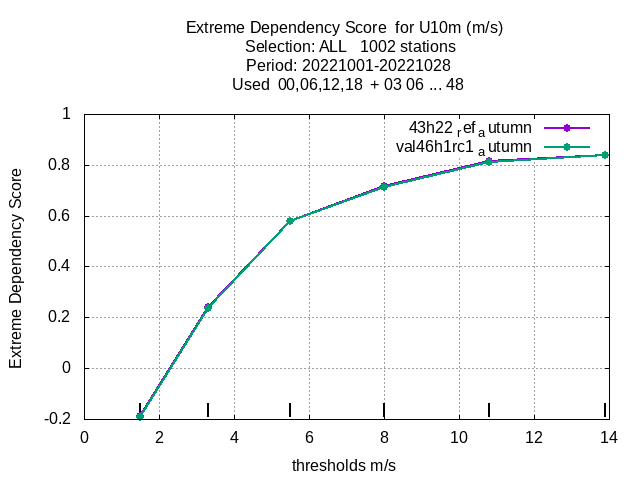 Extreme Dependency Score  for U10m (m/s)
Selection: ALL   1002 stations
Period: 20221001-20221028
Used  00,06,12,18  + 03 06 ... 48
43h22_ref_autumn
val46h1rc1_autumn
1
0.8
0.6
0.4
0.2
0
-0.2
Extreme Dependency Score
0 2 4 6 8 10 12 14
thresholds m/s